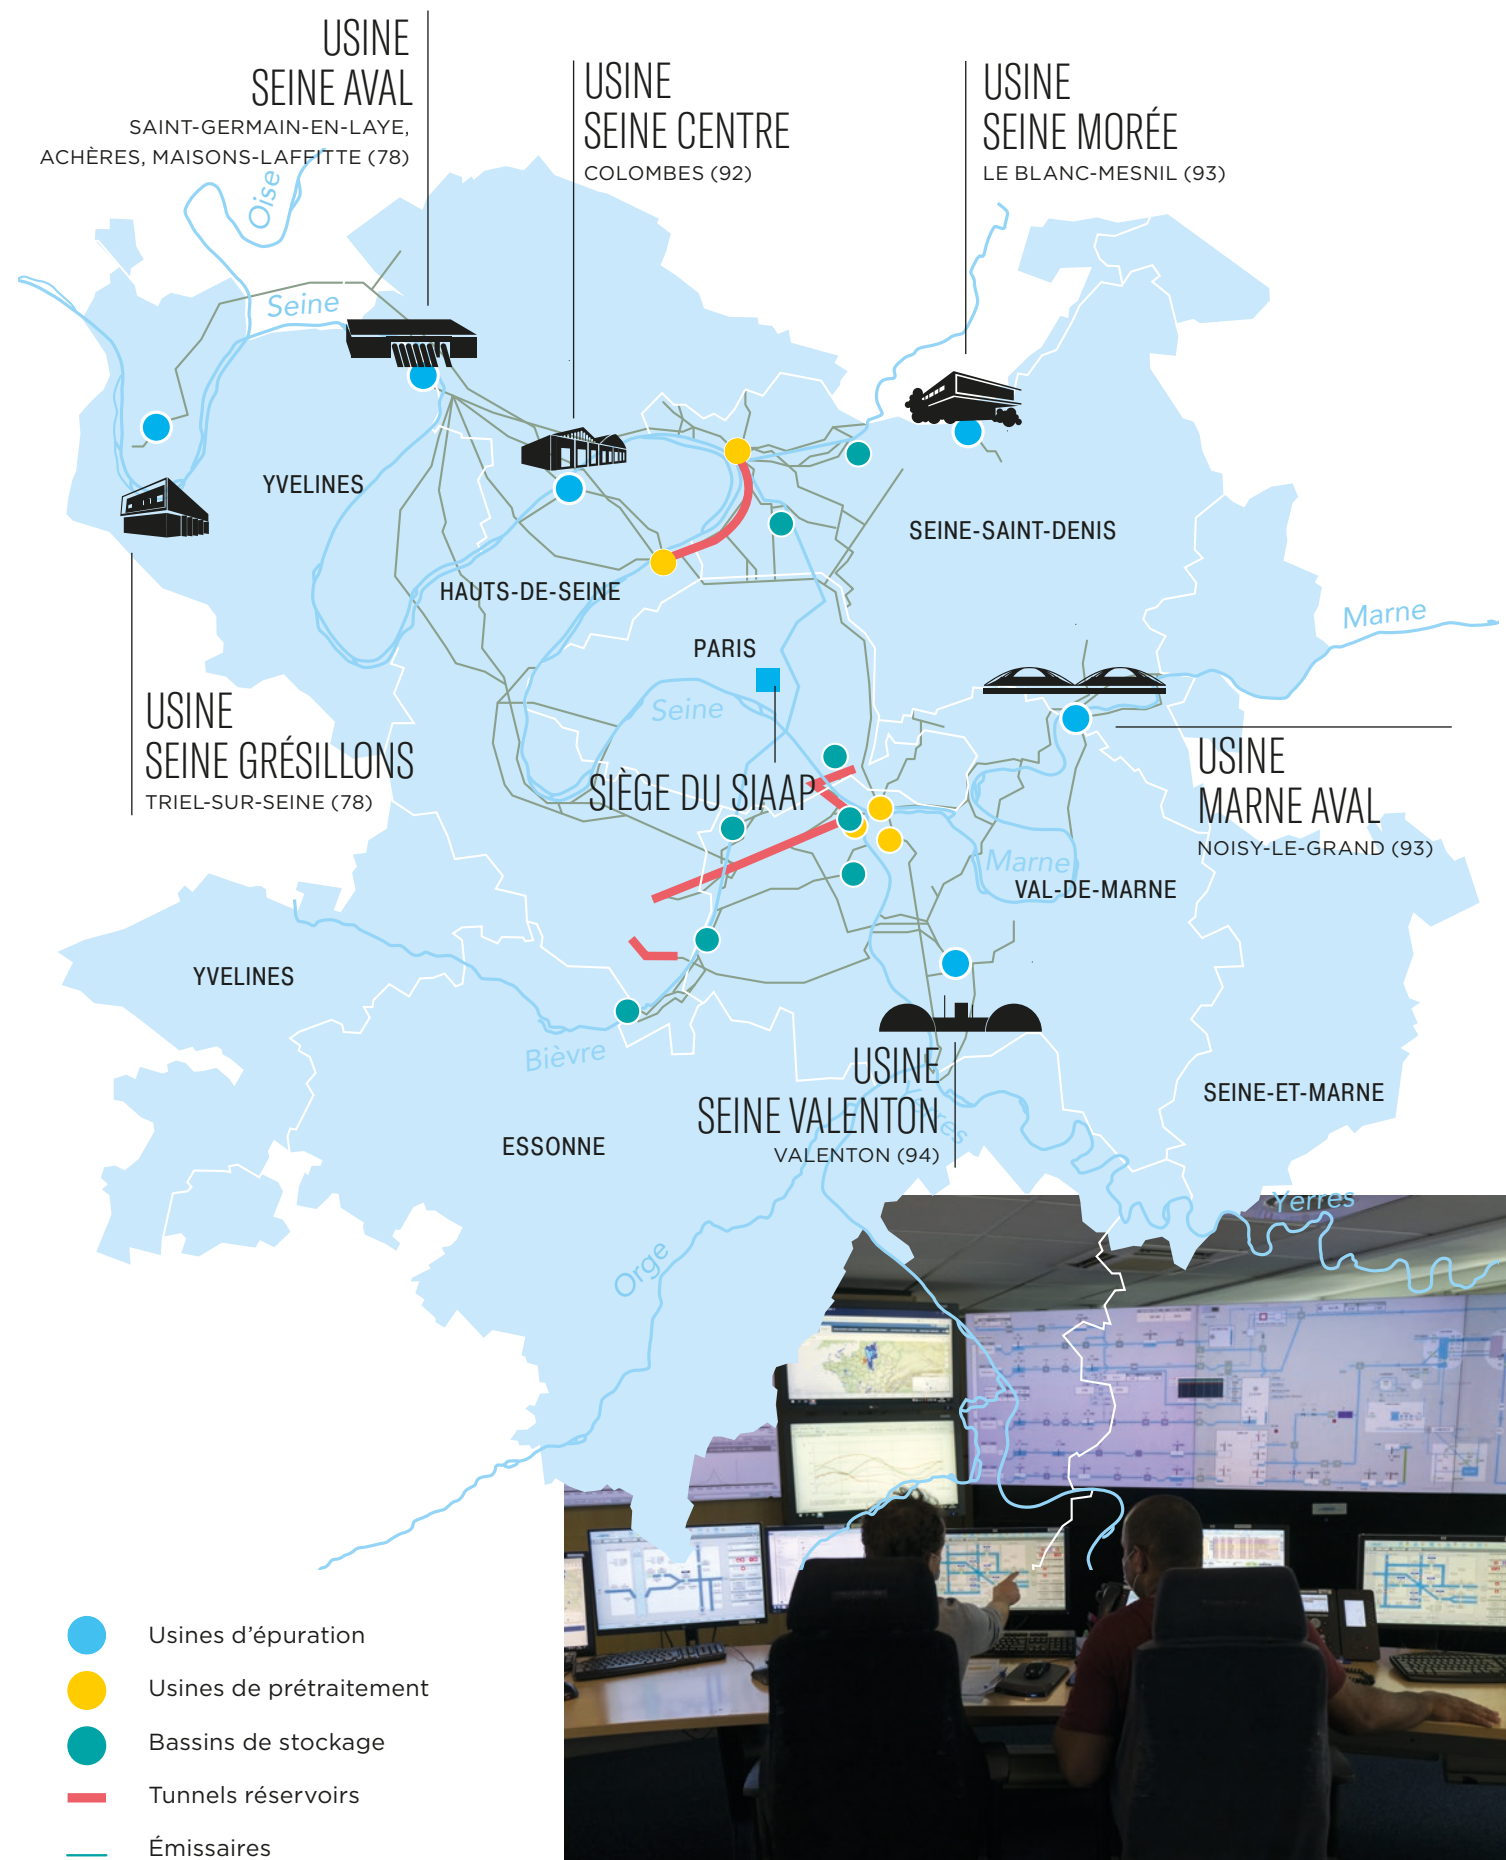 USINE
SEINE AVAL
SAINT-GERMAIN-EN-LAYE,
ACHÈRES, MAISONS-LAFFITTE (78)
USINE
SEINE CENTRE
COLOMBES (92)
USINE
SEINE MORÉE
LE BLANC-MESNIL (93)
Oise
Seine
YVELINES
SEINE-SAINT-DENIS
HAUTS-DE-SEINE
Marne
PARIS
Seine
USINE
SEINE GRÉSILLONS
TRIEL-SUR-SEINE (78)
SIÈGE DU SIAAP
USINE
MARNE AVAL
NOISY-LE-GRAND (93)
Marne
VAL-DE-MARNE
YVELINES
Bièvre
USINE
SEINE VALENTON
VALENTON (94)
SEINE-ET-MARNE
ESSONNE
Yerres
Orge
Usines d'épuration
Usines de prétraitement
Bassins de stockage
Tunnels réservoirs
Émissaires